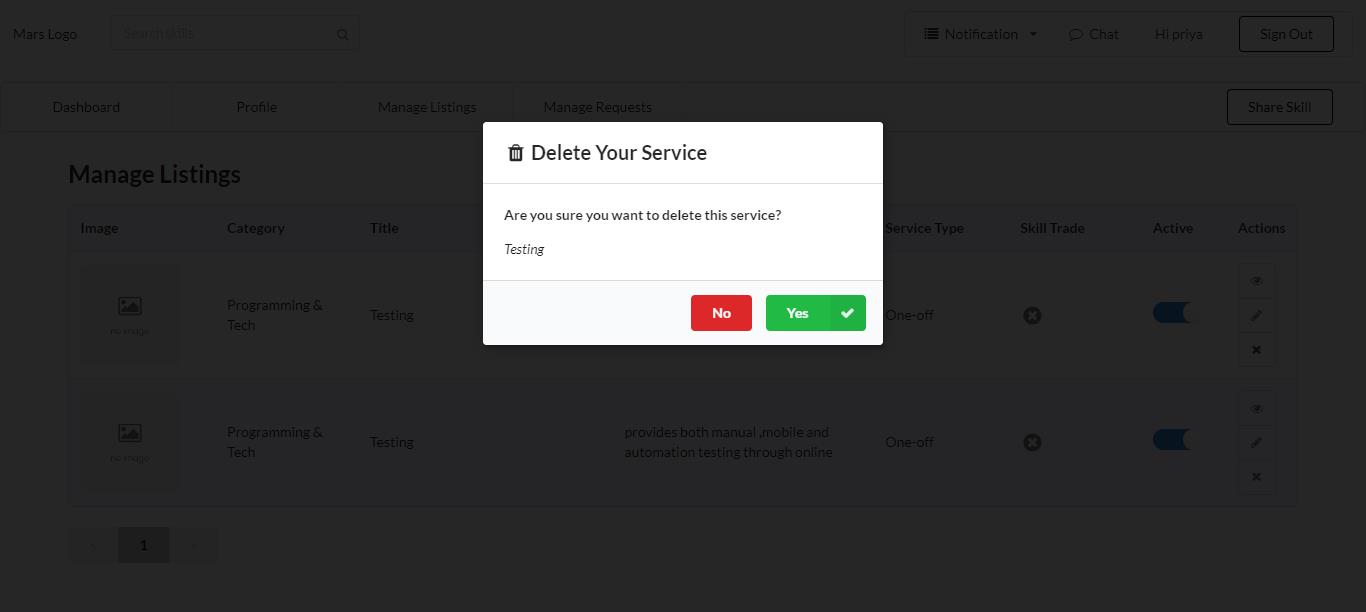 Mars Logo
Search skills
Notification
Chat
Hi priya
Sign Out
Dashboard
Profile
Manage Listings
Manage Requests
Share Skill
Delete Your Service
Are you sure you want to delete this service?
Testing
No
Yes
Manage Listings
Image
Category
Title
Service Type
Skill Trade
Active
Actions
no image
Programming &
Tech
Testing
One-off
no image
Programming &
Tech
Testing
provides both manual ,mobile and
automation testing through online
One-off
1